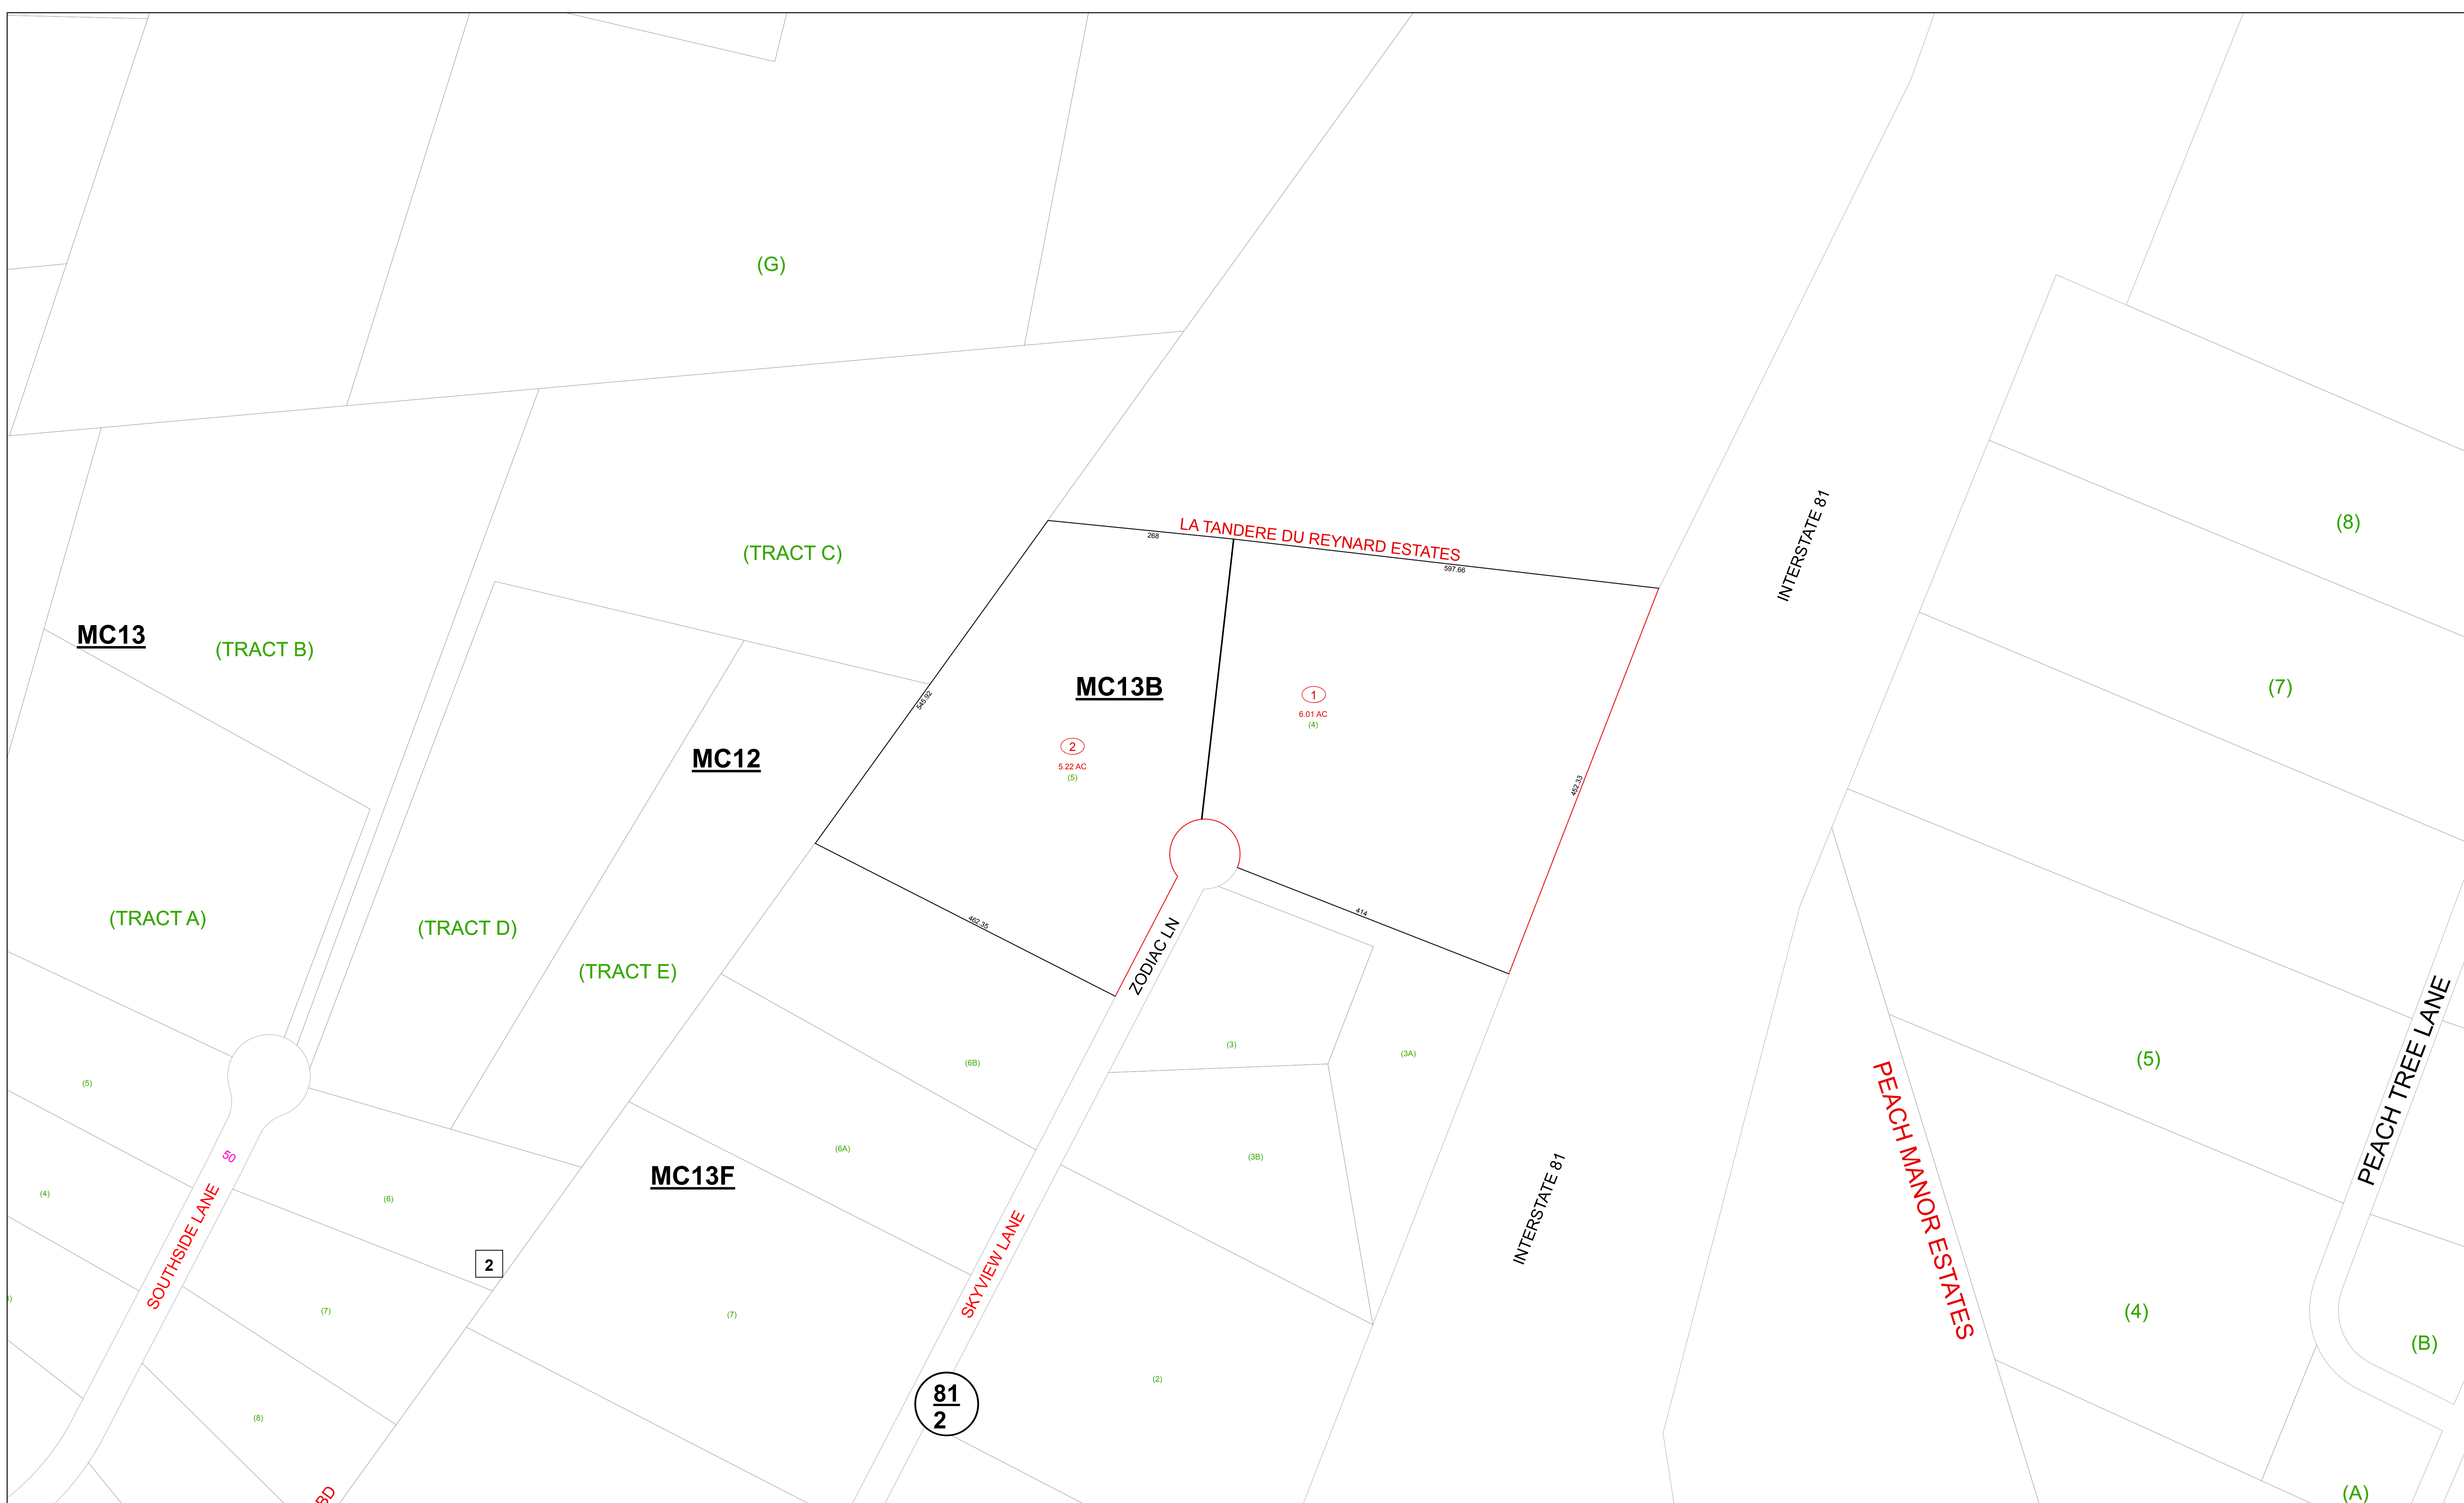 (G)
LA TANDERE DU REYNARD ESTATES
268
597.66
INTERSTATE 81
(8)
(TRACT C)
MC13
(TRACT B)
MC13B
1
6.01 AC
(4)
(7)
545.92
MC12
2
5.22 AC
(5)
452.33
(TRACT A)
(TRACT D)
(TRACT E)
462.35
414
ZODIAC LN
(3)
(3A)
(6B)
(5)
(5)
PEACH TREE LANE
PEACH MANOR ESTATES
50
(6A)
(3B)
MC13F
(4)
(6)
SOUTHSIDE LANE
2
INTERSTATE 81
SKYVIEW LANE
(7)
(7)
(4)
(B)
(2)
81
2
(8)
BD
(A)